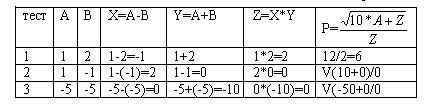 тест A B X=A-B Y=A+B Z=X*Y P=√10*A+Z/Z
1 1 2 1-2=-1 1+2 1*2=2 12/2=6
2 1 -1 1-(-1)=2 1-1=0 2*0=0 V(10+0)/0
3 -5 -5 -5-(-5)=0 -5+(-5)=-10 0*(-10)=0 V(-50+0/0